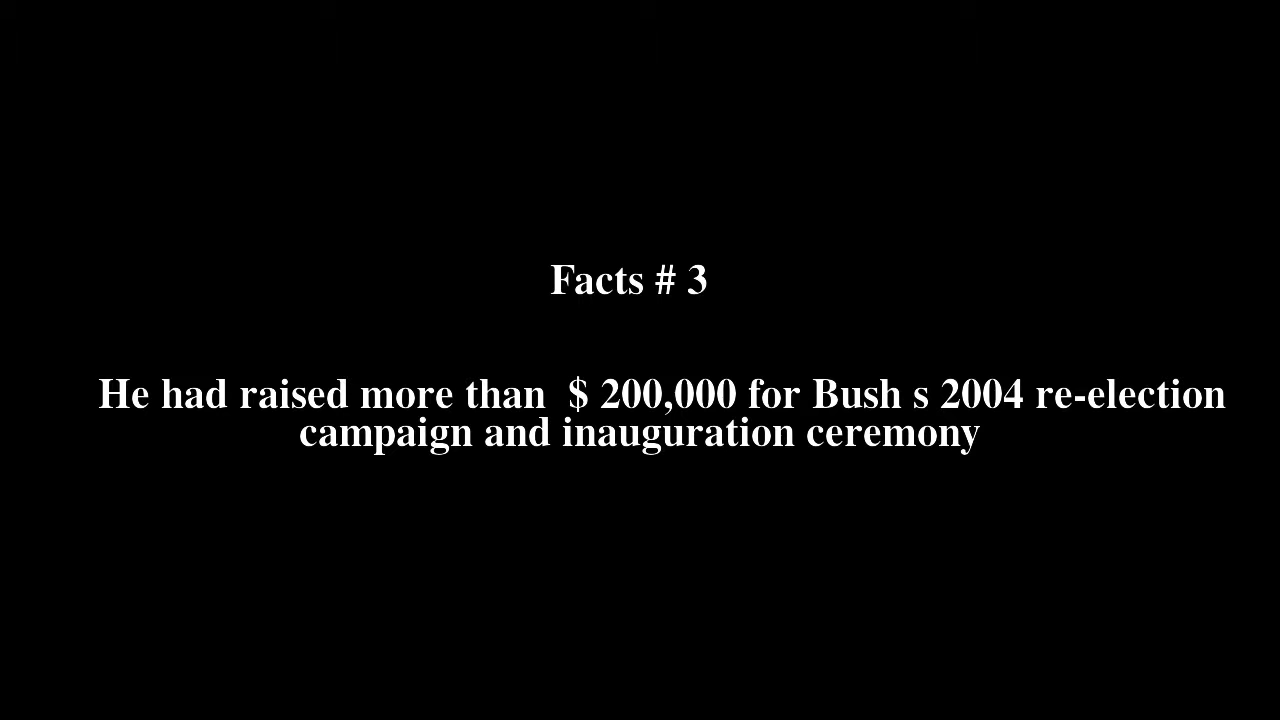 Facts # 3
He had raised more than  $ 200,000 for Bush s 2004 re-election
campaign and inauguration ceremony